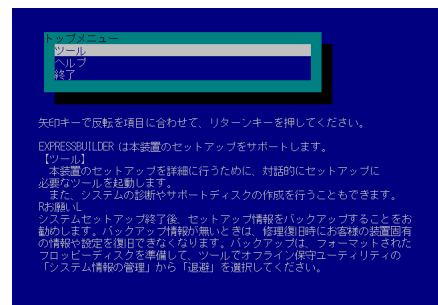 トップメニュー
ツール
ヘルプ
終了
矢印キーで反転を項目に合わせて、リターンキーを押してください。
EXPRESSBUILDER は本装置のセットアップをサポートします。
【ツール】
本装置のセットアップを詳細に行うために、対話的にセットアップに
必要なツールを起動します。
また、システムの診断やサポートディスクの作成を行うこともできます。
Rお願いL
システムセットアップ終了後、セットアップ情報をバックアップすることをお
勧めします。バックアップ情報が無いときは、修理復旧時にお客様の装置固有
の情報や設定を復旧できなくなります。バックアップは、フォーマットされた
フロッピーディスクを準備して、ツールでオフライン保守ユーティリティの
「システム情報の管理」から「退避」を選択してください。